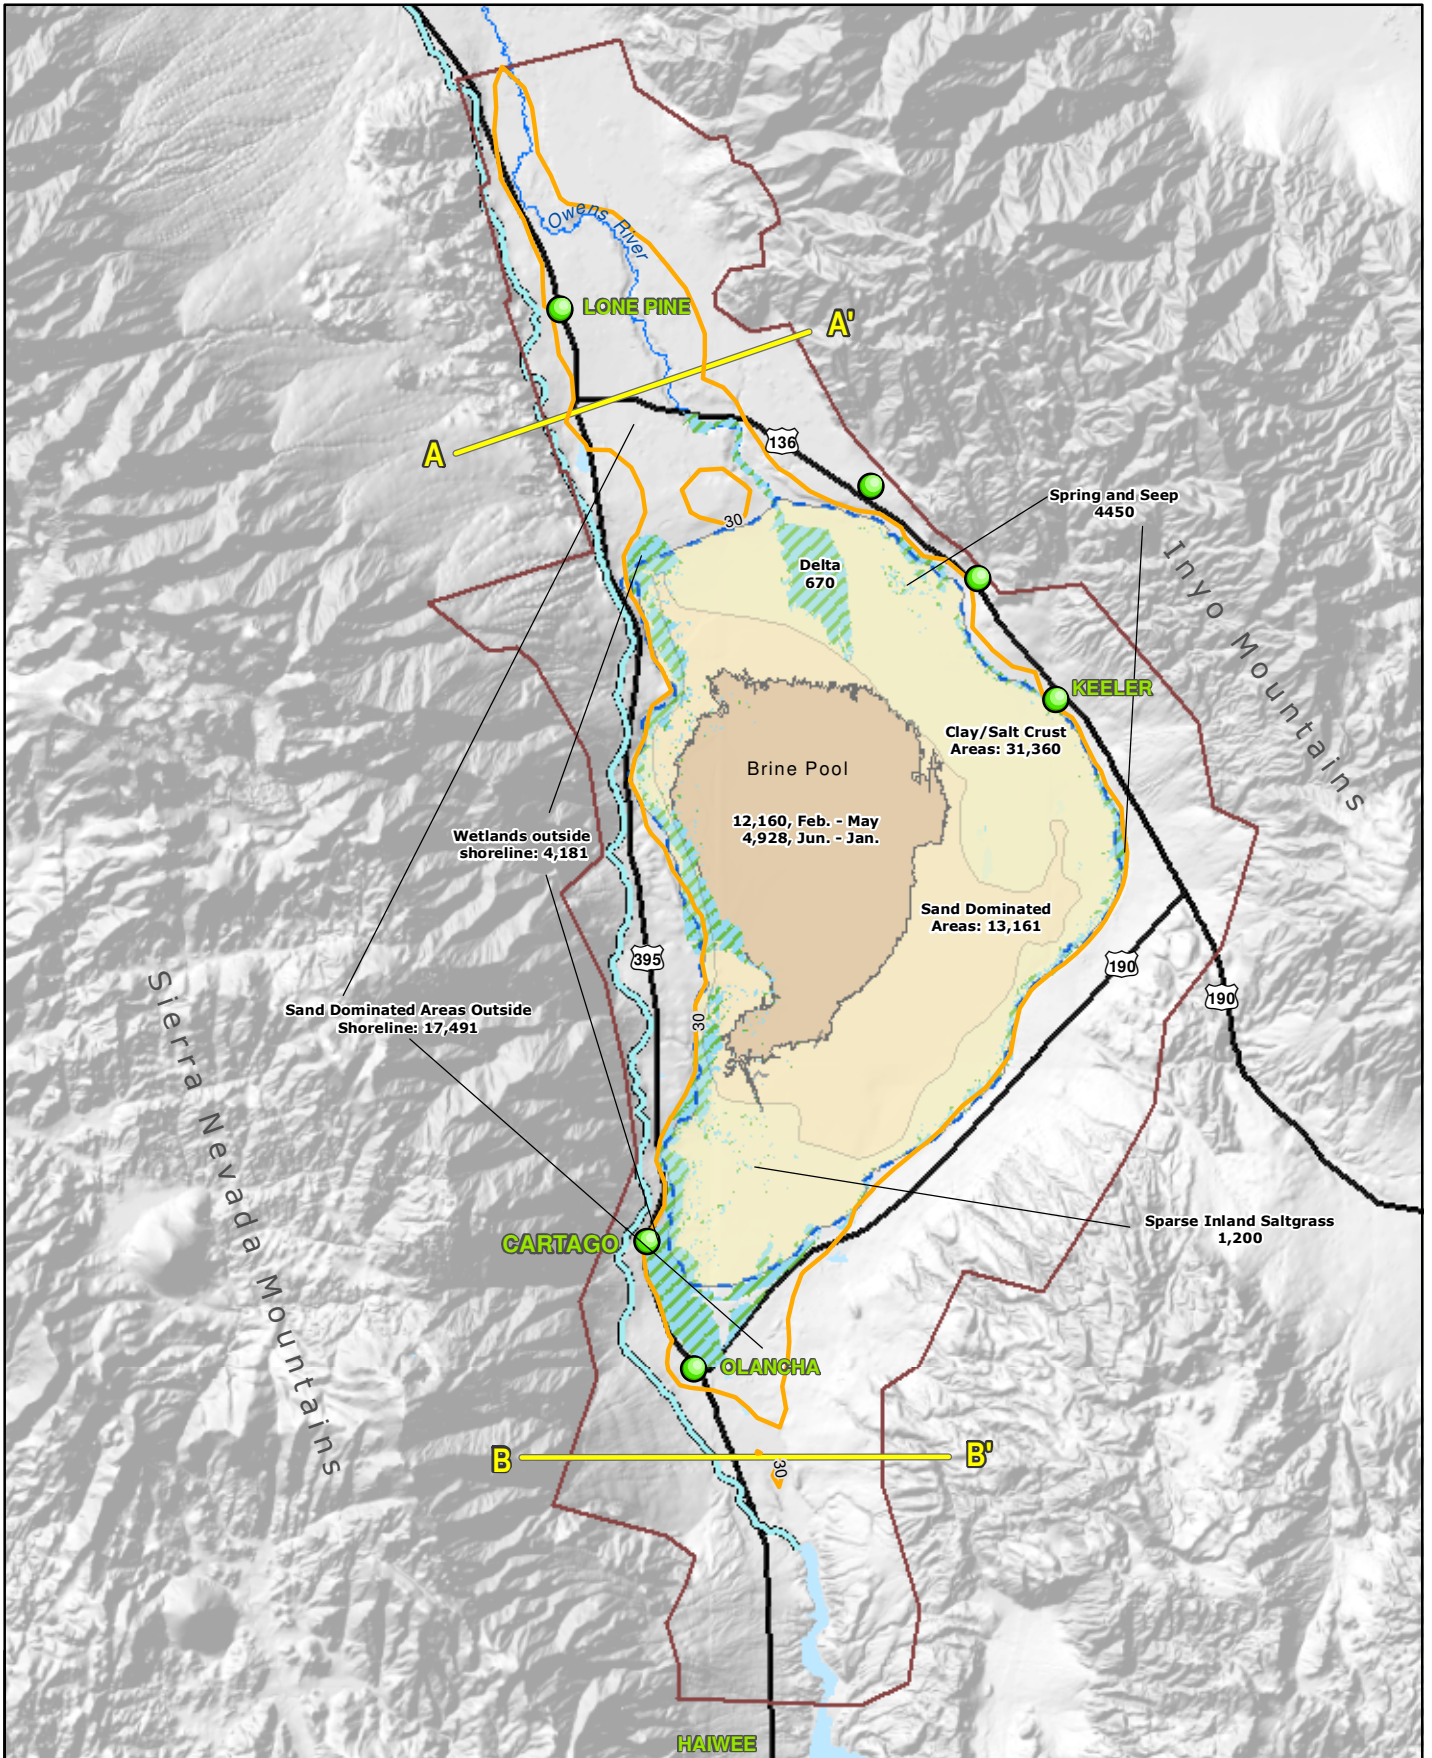 Owens River
LONE PINE
A'
A
136
Spring and Seep
4450
30
Inyo Mountains
Delta
670
KEELER
Clay/Salt Crust
Areas: 31,360
Brine Pool
12,160, Feb. - May
4,928, Jun. - Jan.
Wetlands outside
shoreline: 4,181
Sand Dominated
Areas: 13,161
395
190
190
Sierra Nevada Mountains
Sand Dominated Areas Outside
Shoreline: 17,491
30
Sparse Inland Saltgrass
1,200
CARTAGO
OLANCHA
B
B'
30
HAIWEE